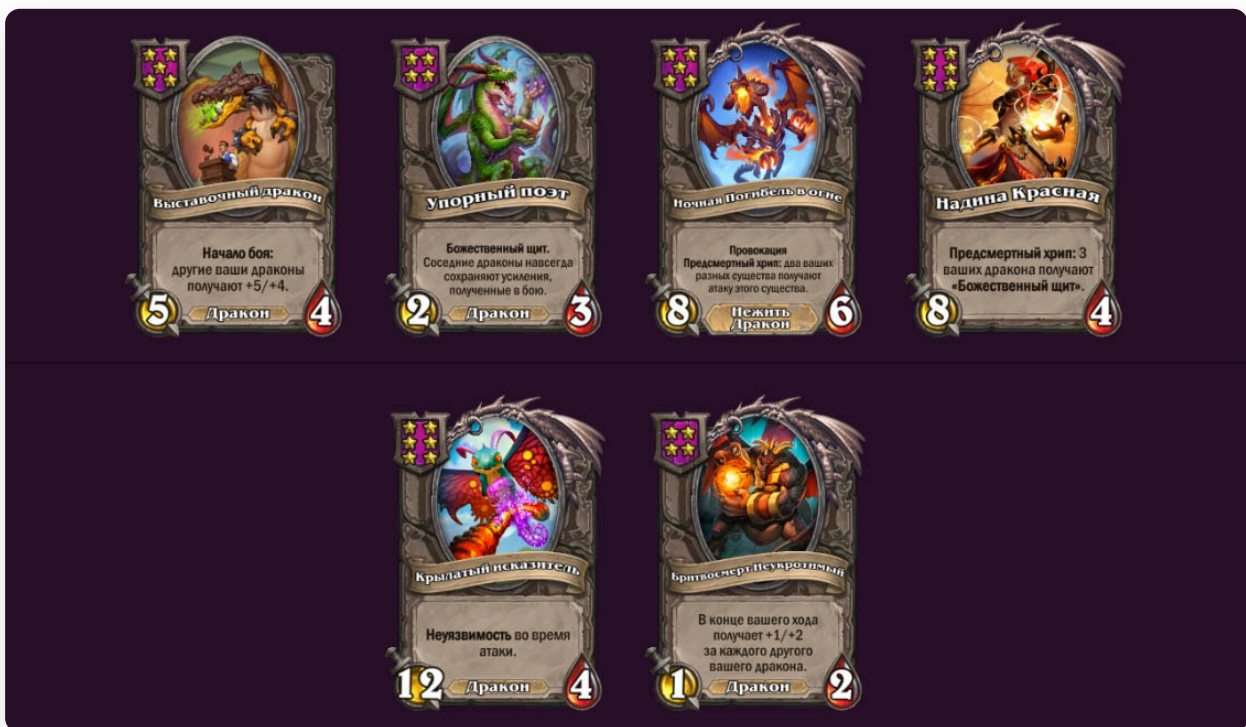 Выставочный дракон
Начало боя:
другие ваши драконы
получают +5/+4.
5
Дракон
4
Упорный поэт
Божественный щит.
Соседние драконы навсегда
сохраняют усиления,
полученные в бою.
2
Дракон
3
Ночная Погибель в огне
Провокация
Предсмертный хрип: два ваших
разных существа получают
атаку этого существа.
8
Нежить
Дракон
6
Надина Красная
Предсмертный хрип: 3
ваших дракона получают
«Божественный щит».
8
4
Крылатый исказитель
Неуязвимость во время
атаки.
12
Дракон
4
Бритвосмерт Неукротимый
В конце вашего хода
получает +1/+2
за каждого другого
вашего дракона.
1
Дракон
2